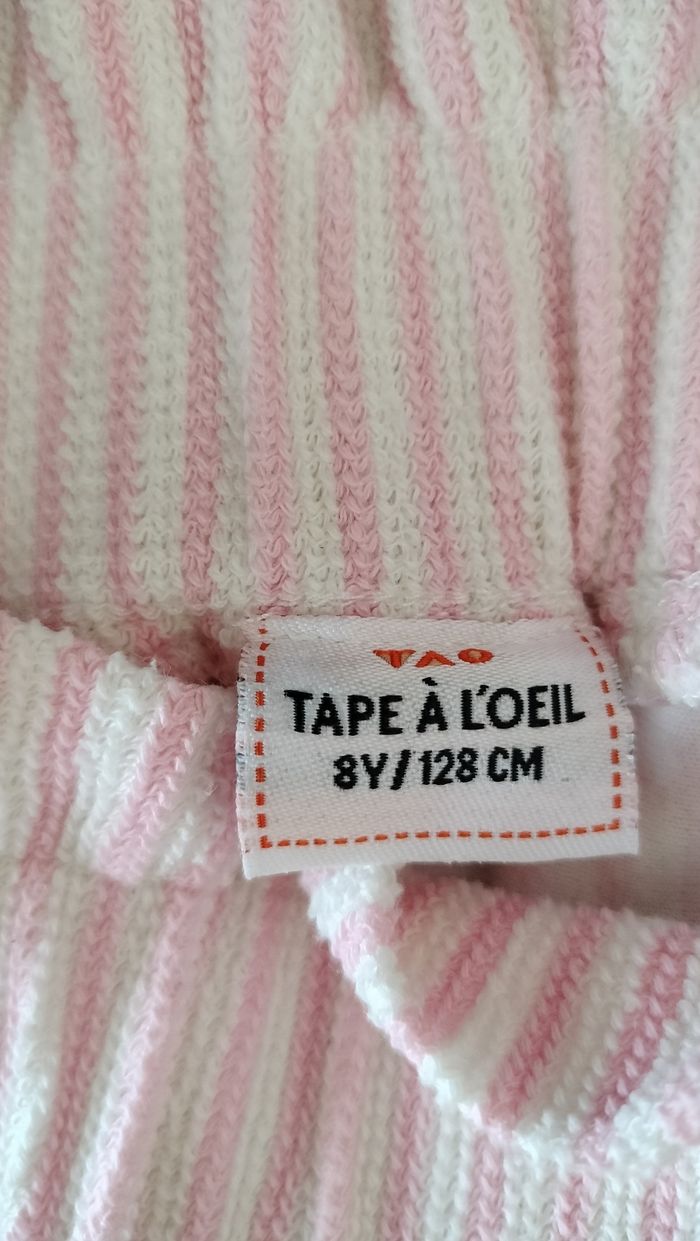 TAO
TAPE À L'OEIL
8Y/128 CM